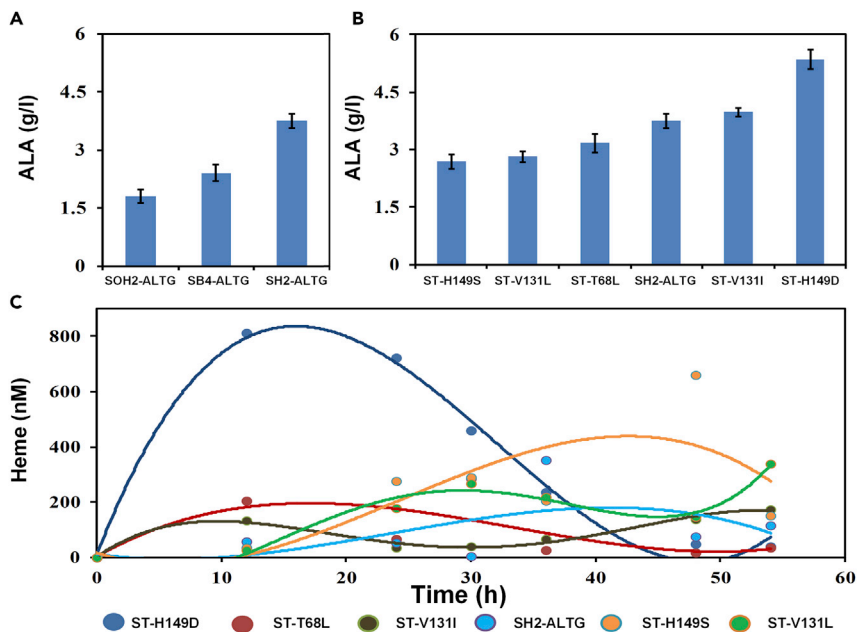 A
ALA (g/l)
6
4.5
3
1.5
0
SOH2-ALTG SB4-ALTG SH2-ALTG
B
ALA (g/l)
6
4.5
3
1.5
0
ST-H149S ST-V131L ST-T68L SH2-ALTG ST-V131I ST-H149D
C
Heme (nM)
800
600
400
200
0
0 10 20 30 40 50 60
Time (h)
ST-H149D ST-T68L ST-V131I SH2-ALTG ST-H149S ST-V131L